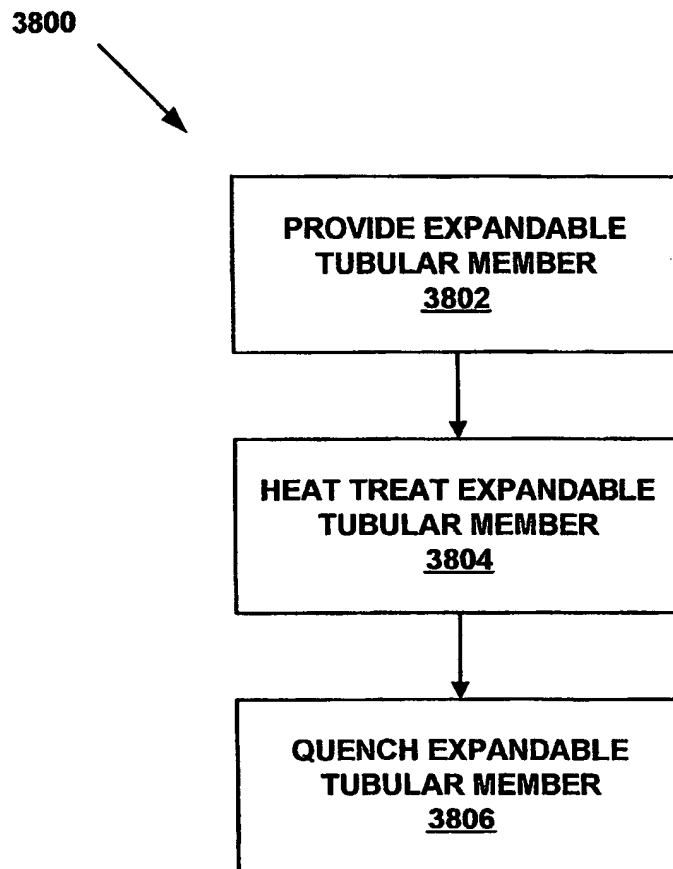 3800
PROVIDE EXPANDABLE
TUBULAR MEMBER
3802
HEAT TREAT EXPANDABLE
TUBULAR MEMBER
3804
QUENCH EXPANDABLE
TUBULAR MEMBER
3806